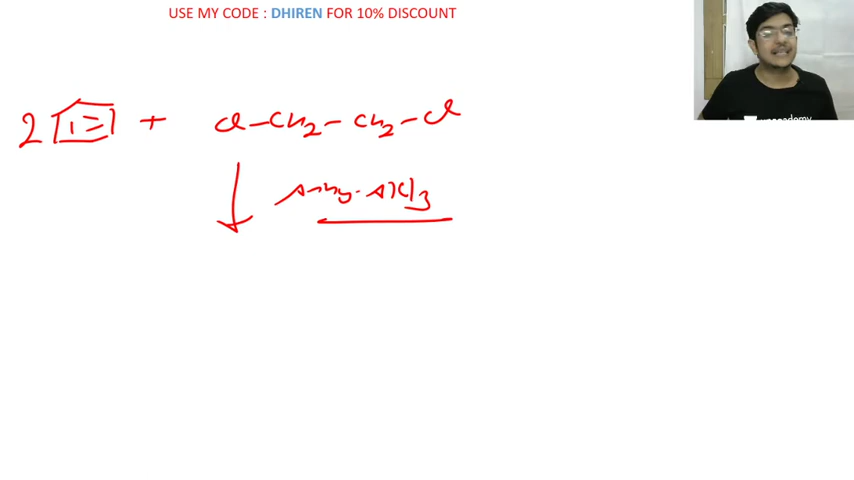 USE MY CODE : DHIREN FOR 10% DISCOUNT
2 + Cl-CH2-CH2-Cl
Anhy. AlCl3